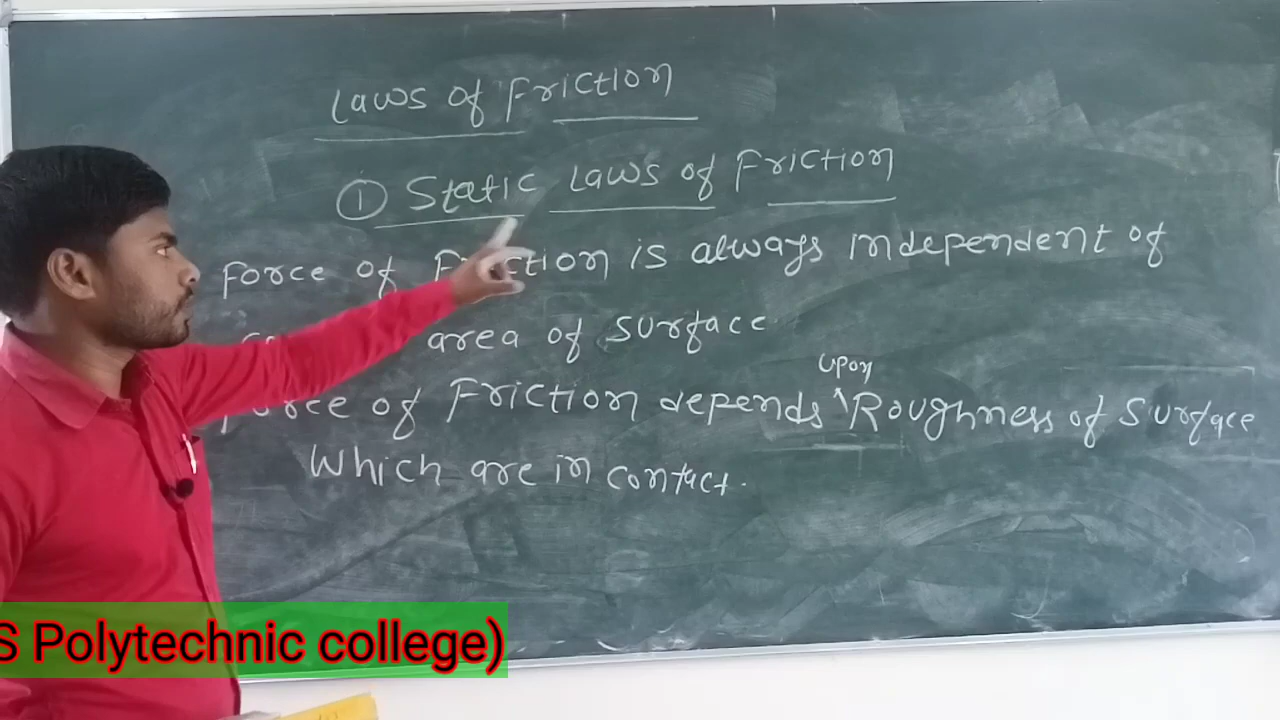 Laws of Friction
① Static Laws of Friction
Force of Friction is always independent of
area of surface
upon
Force of Friction depends ^ Roughness of Surface
Which are in contact.
S Polytechnic college)